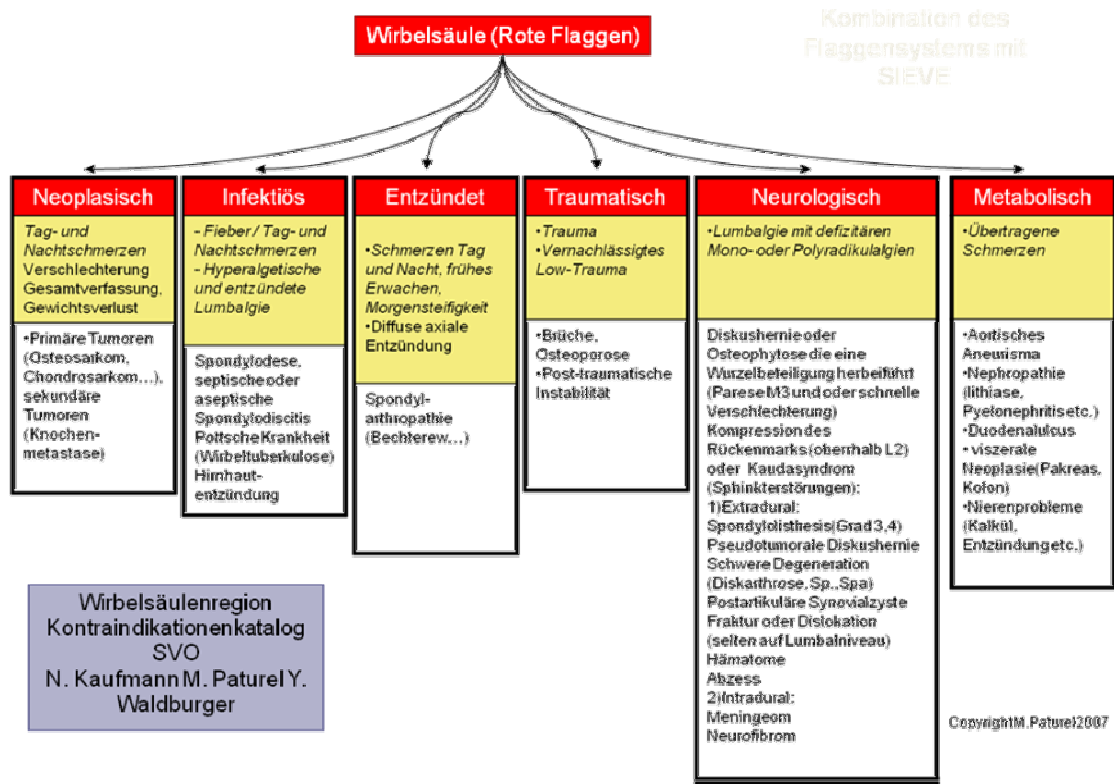 Kombination des
Flaggensystems mit
SIEVE
Wirbelsäule (Rote Flaggen)
Neoplasisch
Tag- und
Nachtschmerzen
Verschlechterung
Gesamtverfassung,
Gewichtsverlust
•Primäre Tumoren
(Osteosarkom,
Chondrosarkom...),
sekundäre
Tumoren
(Knochen-
metastase)
Infektiös
- Fieber / Tag- und
Nachtschmerzen
- Hyperalgetische
und entzündete
Lumbalgie
Spondylodese,
septische oder
aseptische
Spondylodiscitis
Pottsche Krankheit
(Wirbeltuberkulose)
Hirnhaut-
entzündung
Entzündet
•Schmerzen Tag
und Nacht, frühes
Erwachen,
Morgensteifigkeit
•Diffuse axiale
Entzündung
Spondyl-
arthropathie
(Bechterew...)
Traumatisch
•Trauma
•Vernachlässigtes
Low-Trauma
•Brüche,
Osteoporose
•Post-traumatische
Instabilität
Neurologisch
•Lumbalgie mit defizitären
Mono- oder Polyradikulalgien
Diskushernie oder
Osteophytose die eine
Wurzelbeteiligung herbeiführt
(Parese M3 und oder schnelle
Verschlechterung)
Kompression des
Rückenmarks (oberrhalb L2)
oder Kaudasyndrom
(Sphinkterstörungen):
1)Extradural:
Spondylolisthesis(Grad 3,4)
Pseudotumorale Diskushernie
Schwere Degeneration
(Diskarthrose, Sp., Spa)
Postartikuläre Synovialzyste
Fraktur oder Dislokation
(selten auf Lumbalniveau)
Hämatome
Abzess
2)Intradural:
Meningeom
Neurofibrom
Metabolisch
•Übertragene
Schmerzen
•Aortisches
Aneurisma
•Nephropathie
(lithiase,
Pyelonephritis etc.)
•Duodenalulcus
• viszerale
Neoplasie(Pakreas,
Kolon)
•Nierenprobleme
(Kalkül,
Entzündung etc.)
Wirbelsäulenregion
Kontraindikationenkatalog
SVO
N. Kaufmann M. Paturel Y.
Waldburger
Copyright M. Paturel 2007